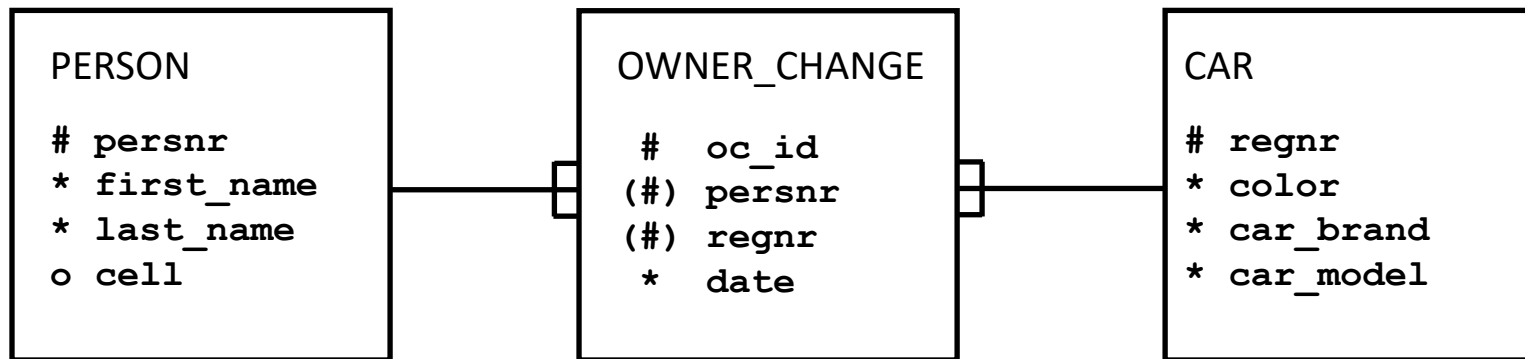 PERSON
# persnr
* first_name
* last_name
o cell
OWNER_CHANGE
# oc_id
(#) persnr
(#) regnr
* date
CAR
# regnr
* color
* car_brand
* car_model